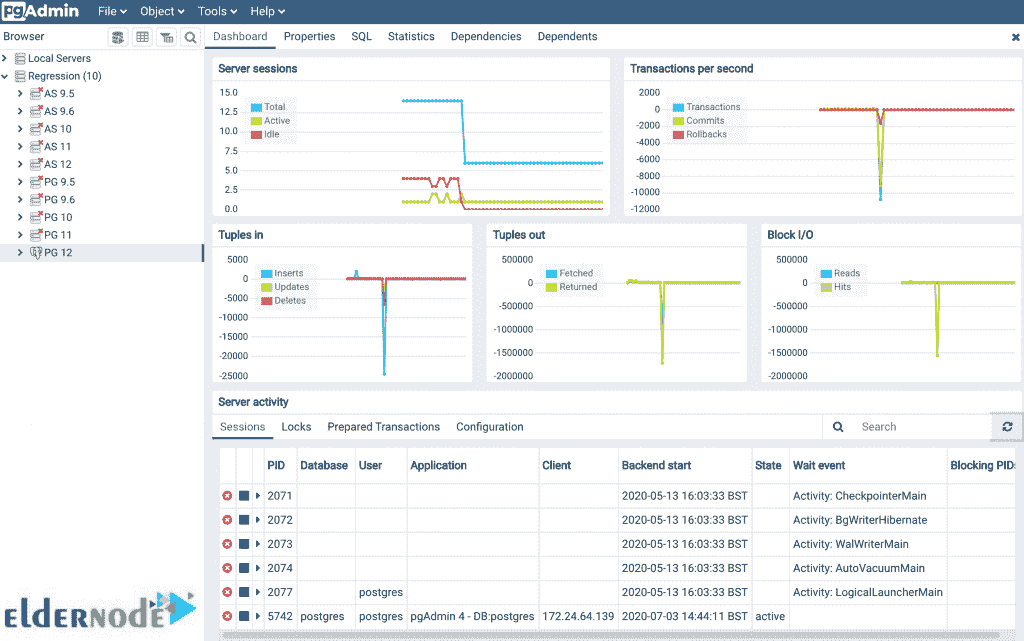 pgAdmin File Object Tools Help
Browser
Dashboard Properties SQL Statistics Dependencies Dependents
Local Servers
Regression (10)
AS 9.5
AS 9.6
AS 10
AS 11
AS 12
PG 9.5
PG 9.6
PG 10
PG 11
PG 12
Server sessions
15.0
12.5
10.0
7.5
5.0
2.5
0.0
Total
Active
Idle
Transactions per second
2000
0
-2000
-4000
-6000
-8000
-10000
-12000
Transactions
Commits
Rollbacks
Tuples in
5000
0
-5000
-10000
-15000
-20000
-25000
Inserts
Updates
Deletes
Tuples out
500000
0
-500000
-1000000
-1500000
-2000000
Fetched
Returned
Block I/O
500000
0
-500000
-1000000
-1500000
-2000000
Reads
Hits
Server activity
Sessions Locks Prepared Transactions Configuration
Search
PID Database User Application Client Backend start State Wait event Blocking PIDs
2071 2020-05-13 16:03:33 BST Activity: CheckpointerMain
2072 2020-05-13 16:03:33 BST Activity: BgWriterHibernate
2073 2020-05-13 16:03:33 BST Activity: WalWriterMain
2074 2020-05-13 16:03:33 BST Activity: AutoVacuumMain
2077 postgres 2020-05-13 16:03:33 BST Activity: LogicalLauncherMain
5742 postgres postgres pgAdmin 4 - DB:postgres 172.24.64.139 2020-07-03 14:44:11 BST active
eldernode